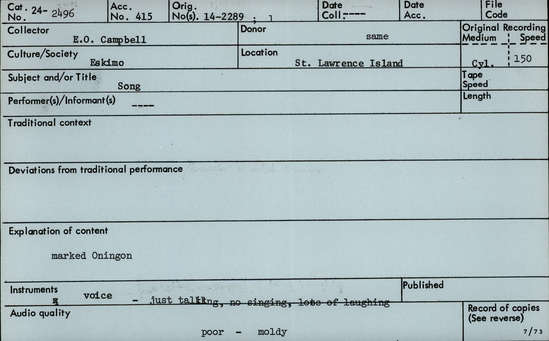 Cat. 24- 2496 Acc. Orig. Date Date File
No. No. 415 No(s). 14-2289 ; 1 Coll. ---- Acc. Code
Collector E.O. Campbell Donor same Original Recording
Medium Speed
Culture/Society Eskimo Location St. Lawrence Island Cyl. 150
Subject and/or Title Song Tape
Speed
Performer(s)/Informant(s) ---- Length
Traditional context
Deviations from traditional performance
Explanation of content
marked Oningon
Instruments voice - just talking, no singing, lots of laughing Published
Audio quality Record of copies
(See reverse)
poor - moldy 7/73